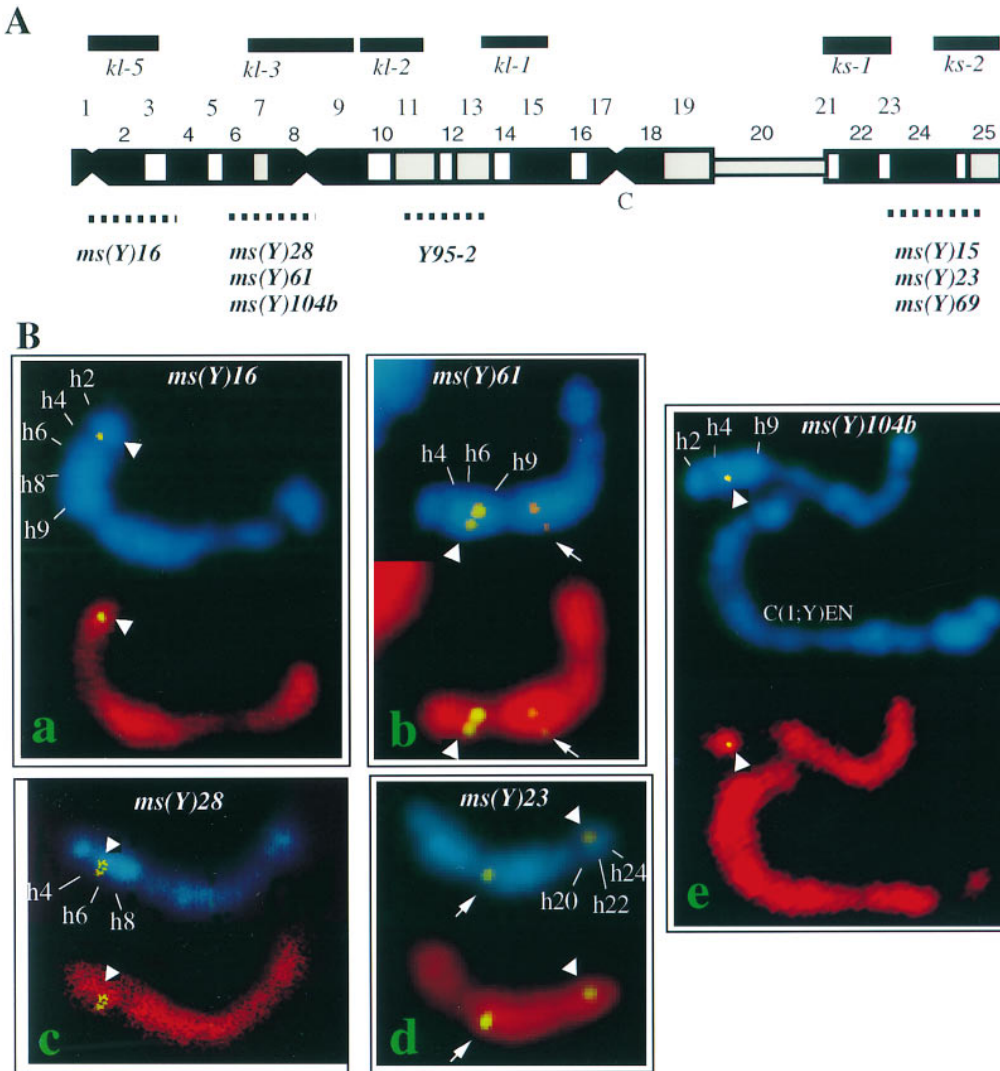 A
kl-5 kl-3 kl-2 kl-1 ks-1 ks-2
1 3 5 7 9 11 13 15 17 19 21 23 25
2 4 6 8 10 12 14 16 18 20 22 24
C
ms(Y)16 ms(Y)28 Y95-2 ms(Y)15
ms(Y)61 ms(Y)23
ms(Y)104b ms(Y)69
B
ms(Y)16
h2
h4
h6
h8
h9
a
ms(Y)61
h4 h6 h9
b
ms(Y)104b
h2 h4 h9
C(1;Y)EN
e
ms(Y)28
h4
h6
h8
c
ms(Y)23
h24
h20 h22
d